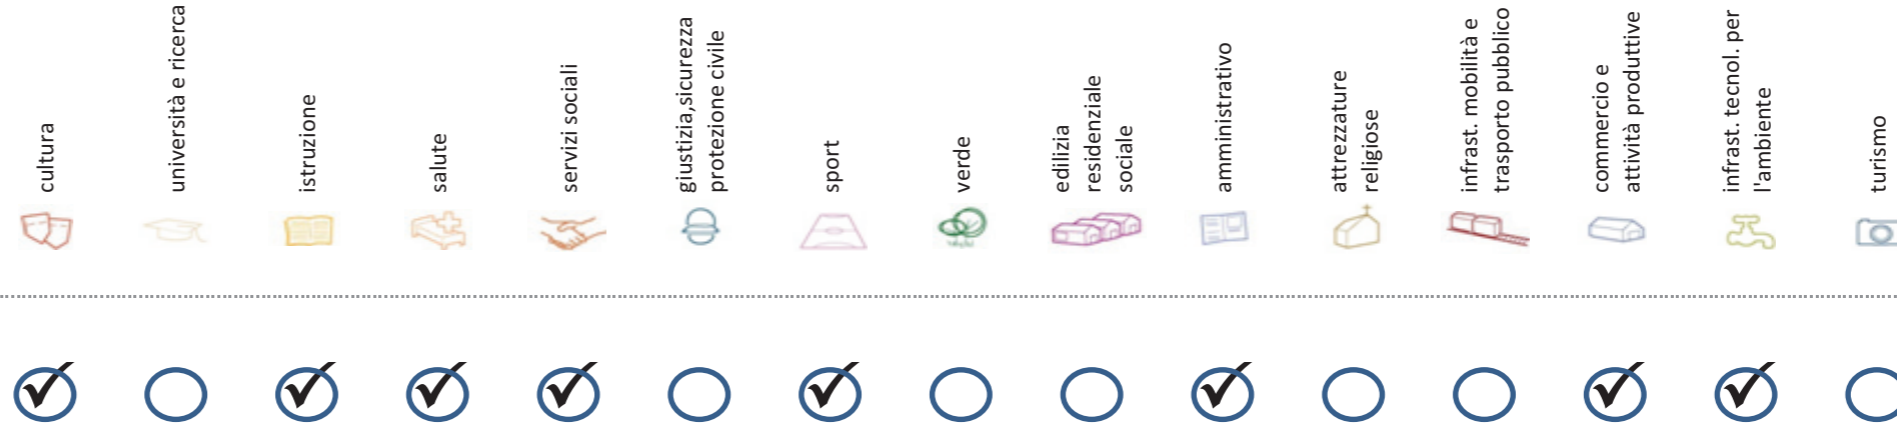 cultura
università e ricerca
istruzione
salute
servizi sociali
giustizia,sicurezza
protezione civile
sport
verde
edilizia
residenziale
sociale
amministrativo
attrezzature
religiose
infrast. mobilità e
trasporto pubblico
commercio e
attività produttive
infrast. tecnol. per
l'ambiente
turismo